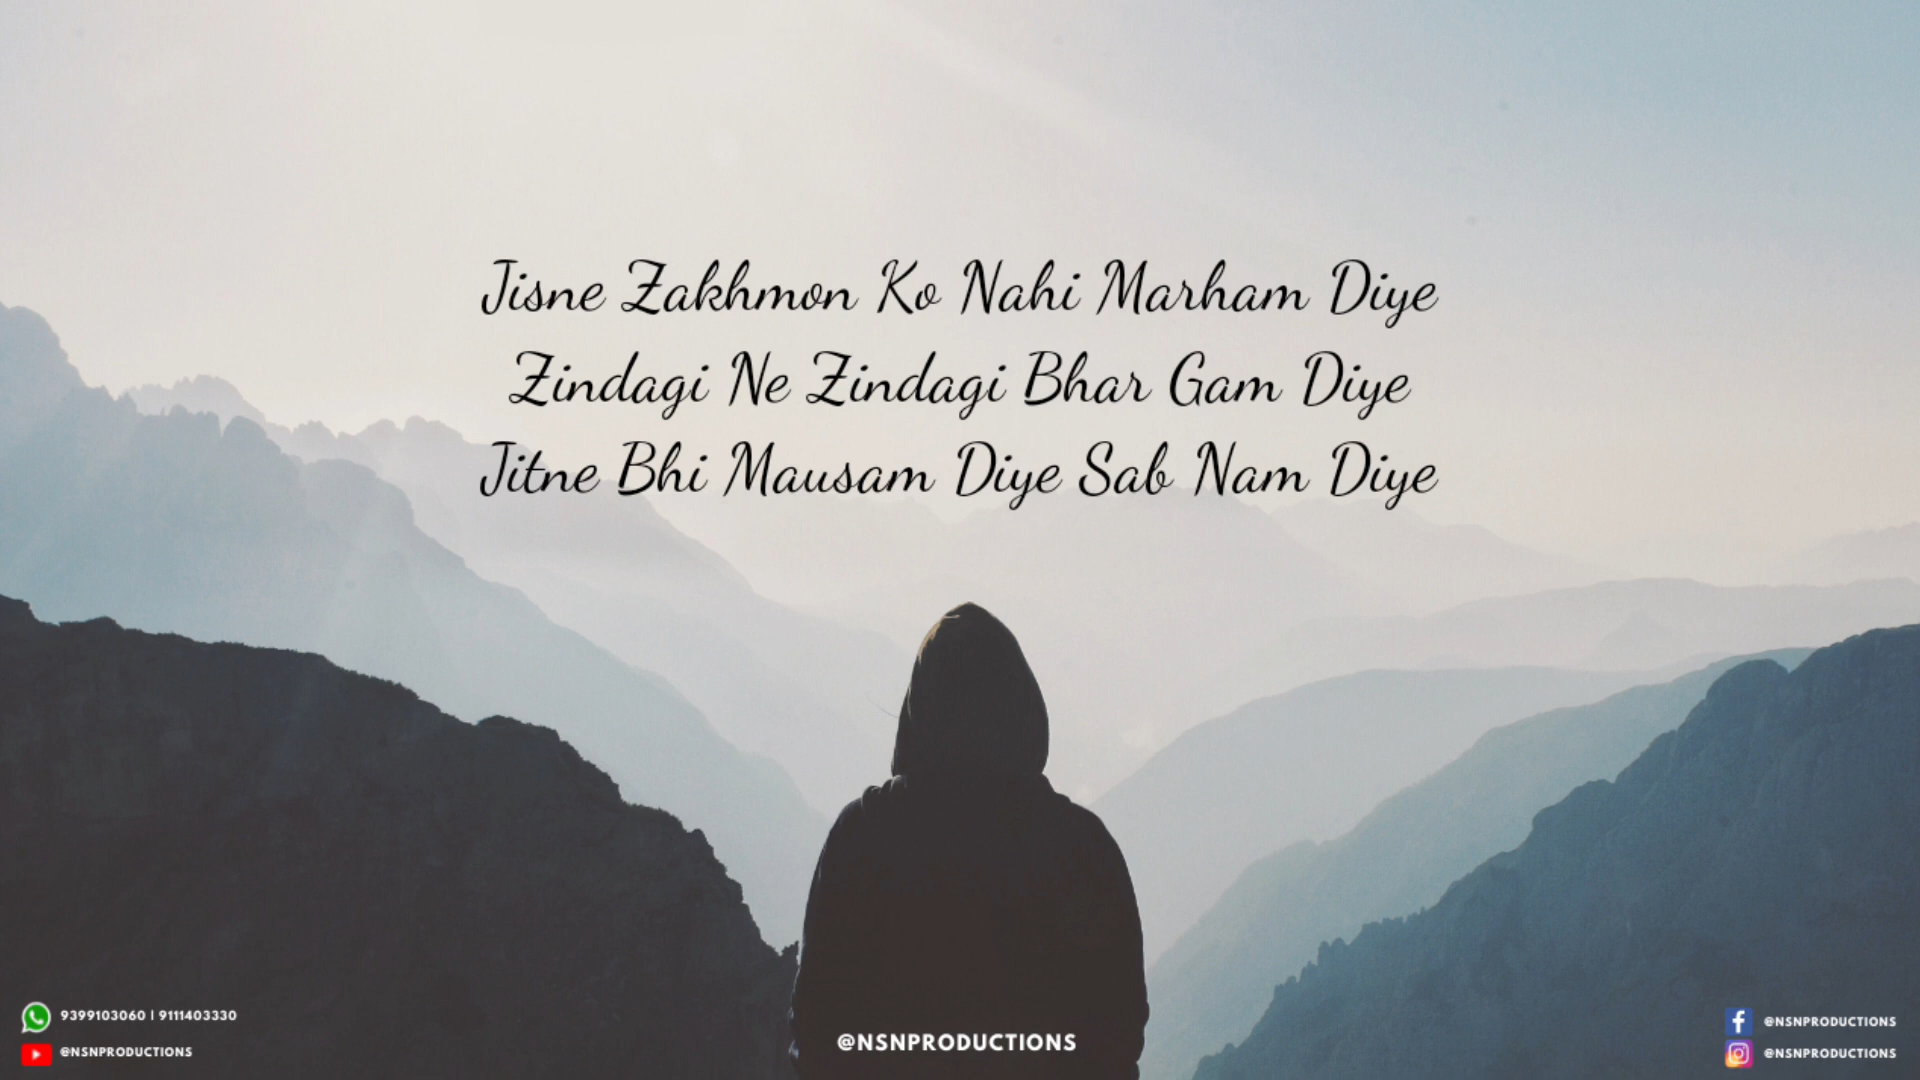 Jisne Zakhmon Ko Nahi Marham Diye
Zindagi Ne Zindagi Bhar Gam Diye
Jitne Bhi Mausam Diye Sab Nam Diye
9399103060 | 9111403330
@NSNPRODUCTIONS
@NSNPRODUCTIONS
@NSNPRODUCTIONS
@NSNPRODUCTIONS